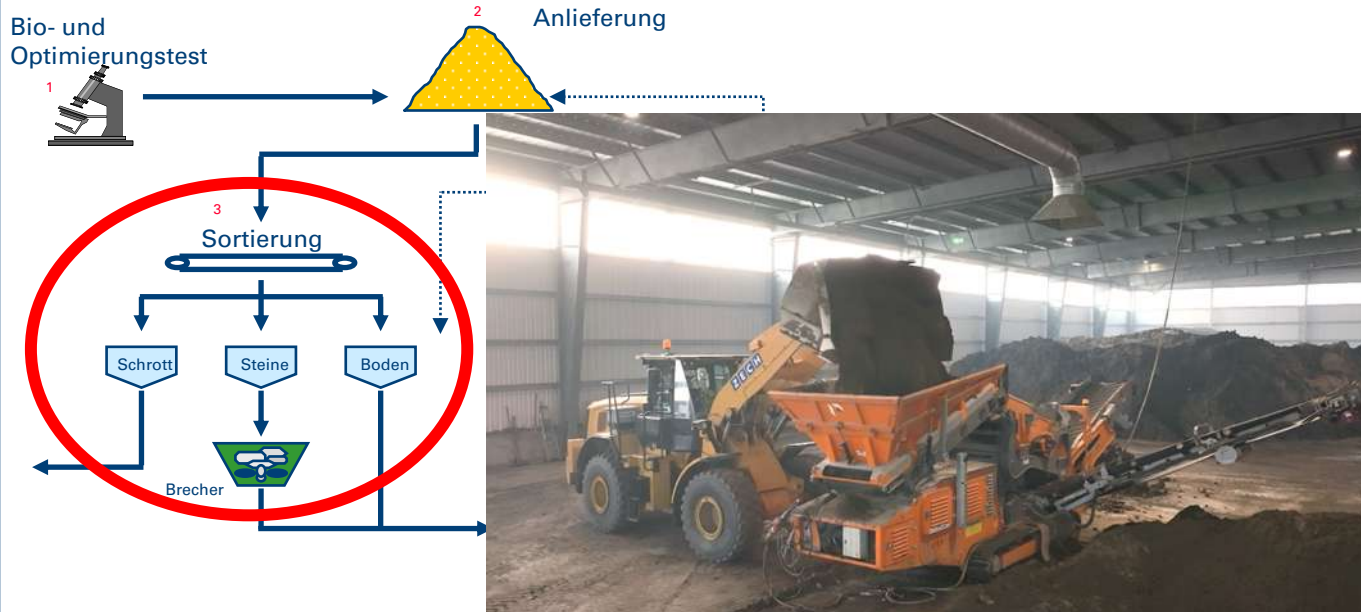 Bio- und
Optimierungstest
1
2
Anlieferung
3
Sortierung
Schrott
Steine
Boden
Brecher
ZECH